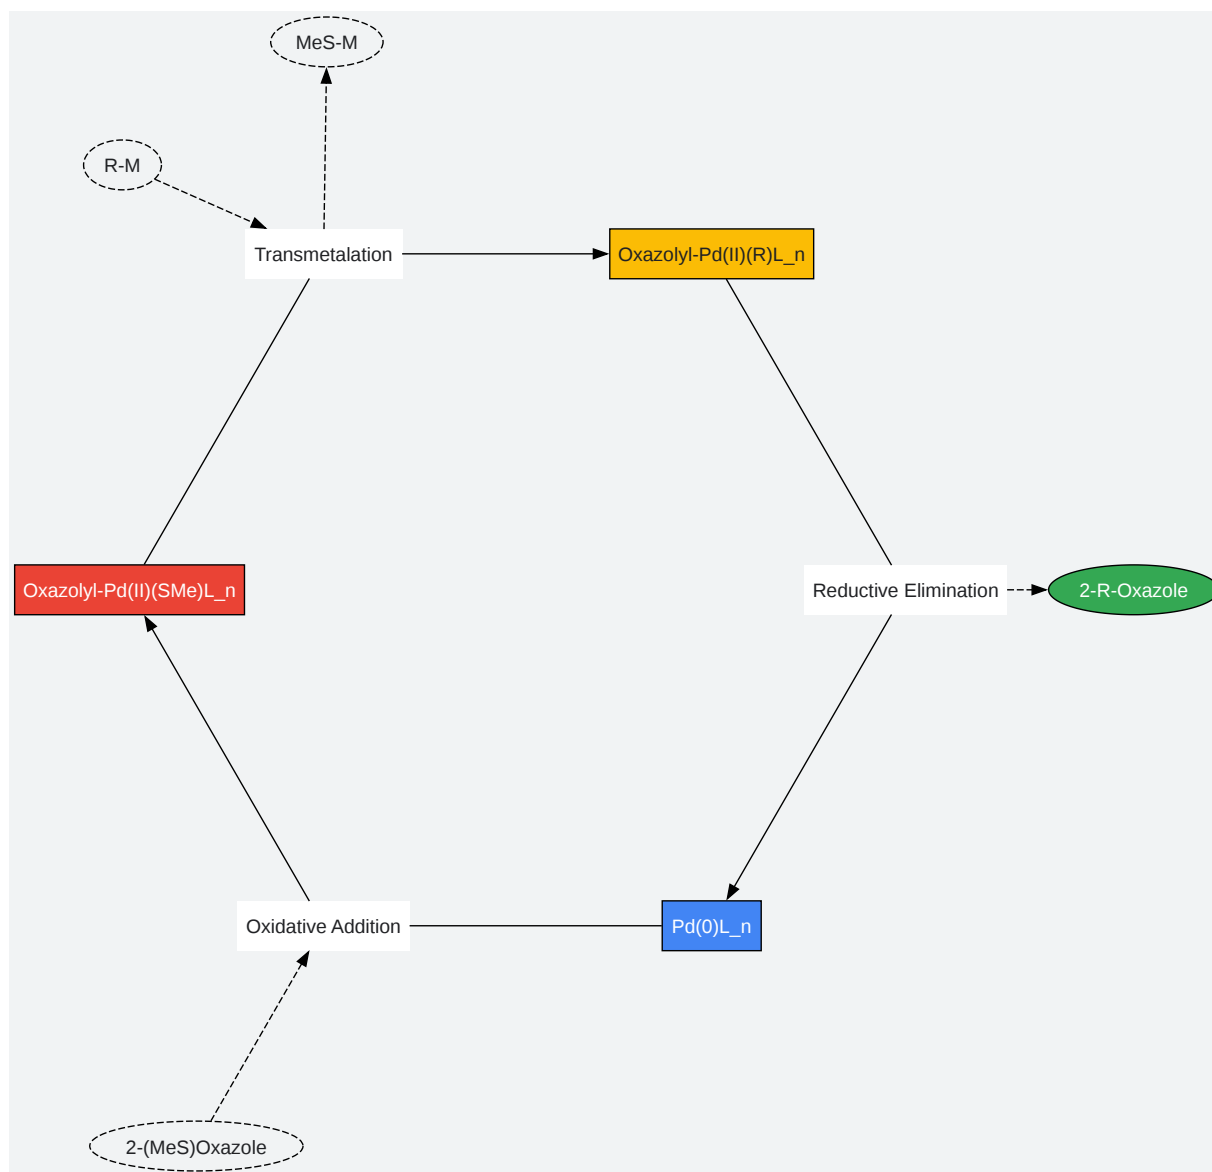 MeS-M
R-M
Transmetalation
Oxazolyl-Pd(II)(R)L_n
Oxazolyl-Pd(II)(SMe)L_n
Reductive Elimination
2-R-Oxazole
Oxidative Addition
Pd(0)L_n
2-(MeS)Oxazole